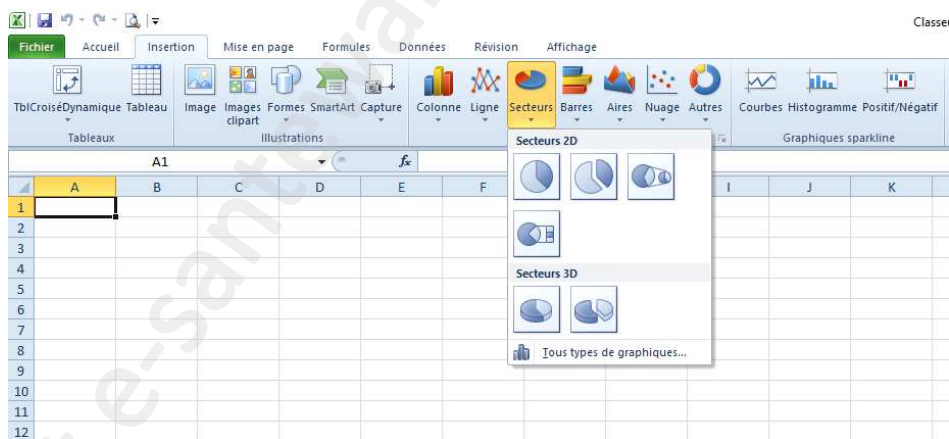 Classeu
Fichier Accueil Insertion Mise en page Formules Données Révision Affichage
TblCroiséDynamique Tableau Image Images clipart Formes SmartArt Capture Colonne Ligne Secteurs Barres Aires Nuage Autres Courbes Histogramme Positif/Négatif
Tableaux Illustrations Graphiques sparkline
Secteurs 2D
A1 fx
A B C D E F I J K
1
2
3
4
Secteurs 3D
5
6
7
8
Tous types de graphiques...
9
10
11
12
e-santeva